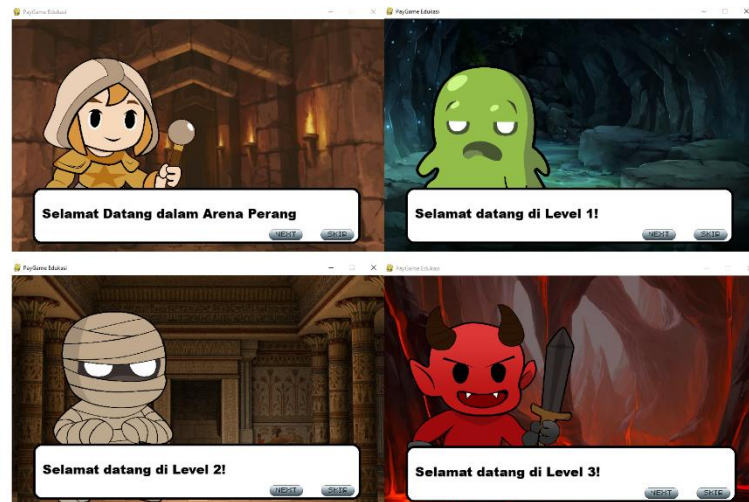 PayGame Edukasi
Selamat Datang dalam Arena Perang
NEXT SKIP
PayGame Edukasi
Selamat datang di Level 1!
NEXT SKIP
PayGame Edukasi
Selamat datang di Level 2!
NEXT SKIP
PayGame Edukasi
Selamat datang di Level 3!
NEXT SKIP